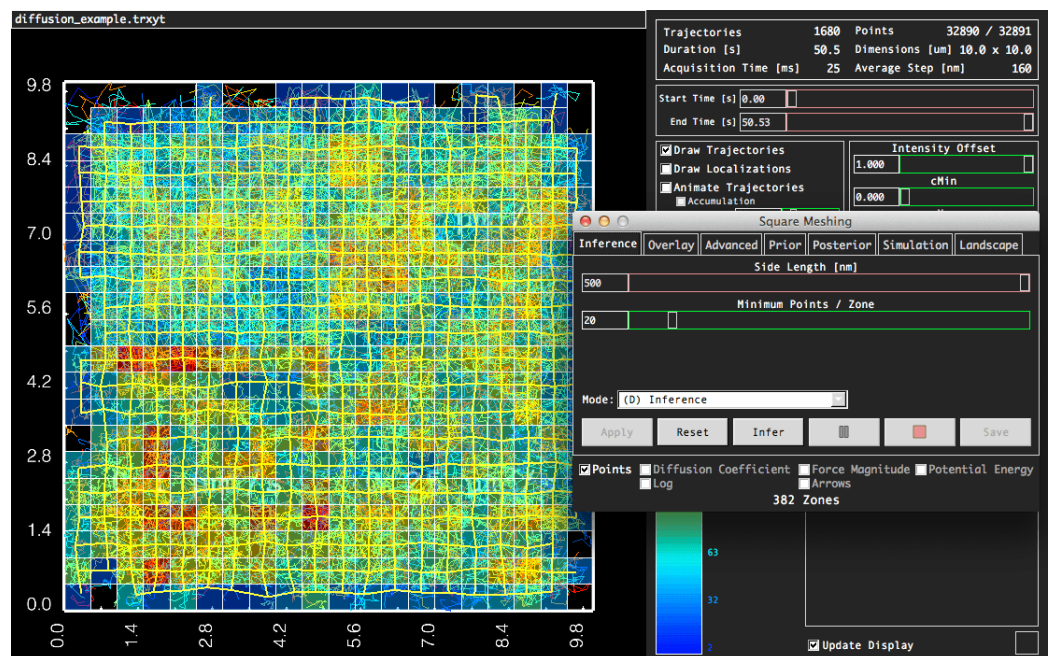 diffusion_example.trxyt
Trajectories 1680 Points 32890 / 32891
Duration [s] 50.5 Dimensions [um] 10.0 x 10.0
Acquisition Time [ms] 25 Average Step [nm] 160
Start Time [s] 0.00
End Time [s] 50.53
Draw Trajectories
Draw Localizations
Animate Trajectories
Accumulation
Intensity Offset
1.000
cMin
0.000
Square Meshing
Inference Overlay Advanced Prior Posterior Simulation Landscape
Side Length [nm]
500
Minimum Points / Zone
20
Mode: (D) Inference
Apply Reset Infer Save
Points Diffusion Coefficient Force Magnitude Potential Energy
Log Arrows
382 Zones
63
32
2
Update Display
9.8
8.4
7.0
5.6
4.2
2.8
1.4
0.0
0.0 1.4 2.8 4.2 5.6 7.0 8.4 9.8